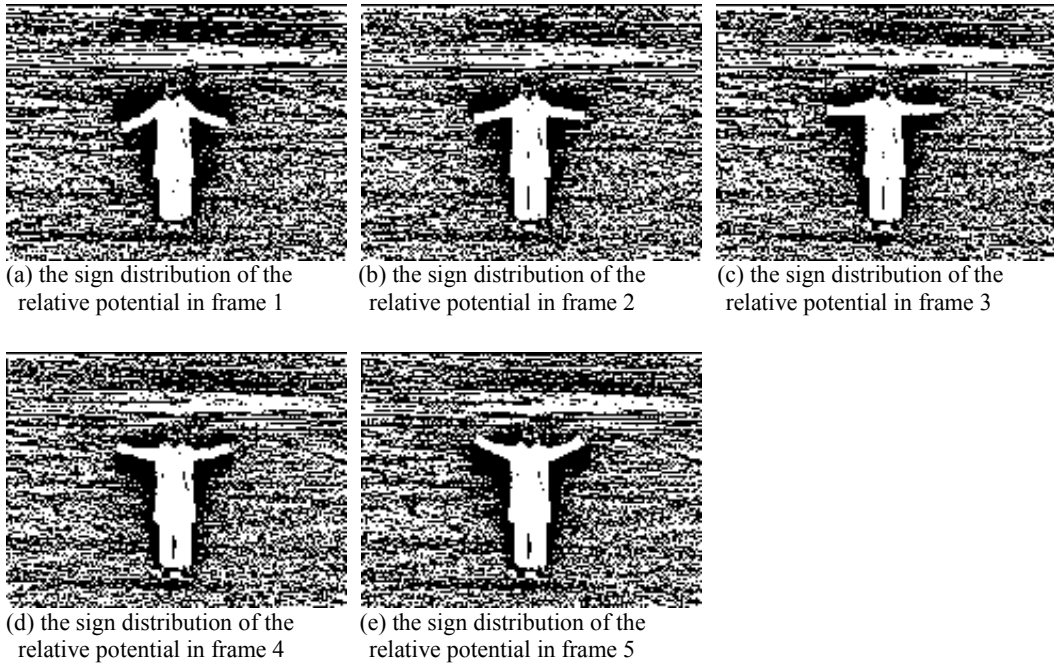 (a) the sign distribution of the
relative potential in frame 1
(b) the sign distribution of the
relative potential in frame 2
(c) the sign distribution of the
relative potential in frame 3
(d) the sign distribution of the
relative potential in frame 4
(e) the sign distribution of the
relative potential in frame 5